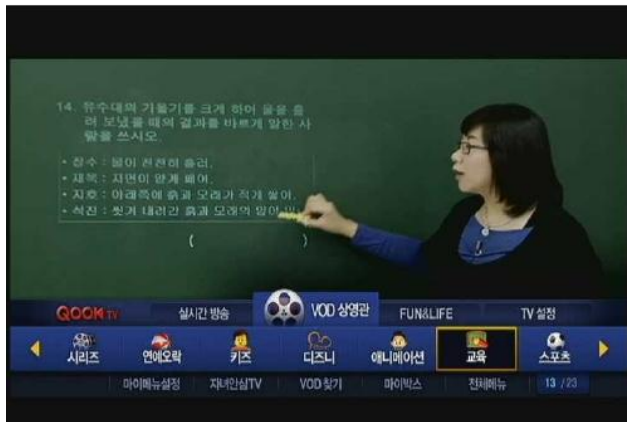 14. 유수대의 기울기를 크게 하여 물을 흘
려 보냈을 때의 결과를 바르게 말한 사
람을 쓰시오.
• 장수 : 물이 천천히 흘러.
• 재목 : 지면이 얕게 패여.
• 지호 : 아래쪽에 흙과 모래가 적게 쌓여.
• 석진 : 씻겨 내려간 흙과 모래의 양이
( )
QOOK TV 실시간 방송 VOD 상영관 FUN&LIFE TV 설정
시리즈 연예오락 키즈 디즈니 애니메이션 교육 스포츠
마이메뉴설정 자녀안심TV VOD 찾기 마이박스 전체메뉴 13 /23